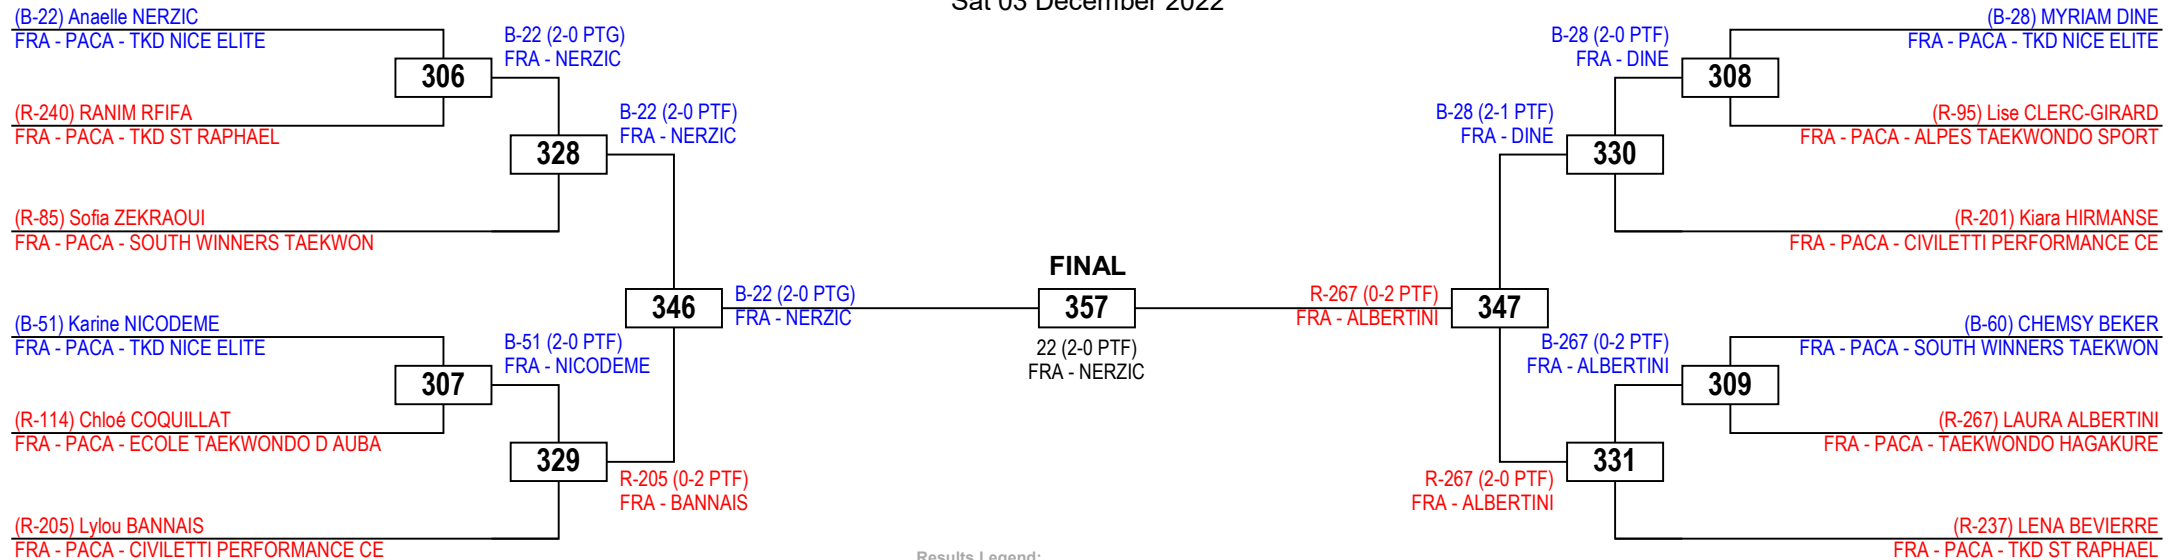 Sat 03 December 2022
(B-22) Anaelle NERZIC
FRA - PACA - TKD NICE ELITE
306
(R-240) RANIM RFIFA
FRA - PACA - TKD ST RAPHAEL
B-22 (2-0 PTG)
FRA - NERZIC
328
(R-85) Sofia ZEKRAOUI
FRA - PACA - SOUTH WINNERS TAEKWON
B-22 (2-0 PTF)
FRA - NERZIC
346
(B-51) Karine NICODEME
FRA - PACA - TKD NICE ELITE
307
(R-114) Chloé COQUILLAT
FRA - PACA - ECOLE TAEKWONDO D AUBA
B-51 (2-0 PTF)
FRA - NICODEME
329
(R-205) Lylou BANNAIS
FRA - PACA - CIVILETTI PERFORMANCE CE
R-205 (0-2 PTF)
FRA - BANNAIS
B-22 (2-0 PTG)
FRA - NERZIC
FINAL
357
22 (2-0 PTF)
FRA - NERZIC
R-267 (0-2 PTF)
FRA - ALBERTINI
347
B-28 (2-1 PTF)
FRA - DINE
330
B-28 (2-0 PTF)
FRA - DINE
308
(B-28) MYRIAM DINE
FRA - PACA - TKD NICE ELITE
(R-95) Lise CLERC-GIRARD
FRA - PACA - ALPES TAEKWONDO SPORT
(R-201) Kiara HIRMANSE
FRA - PACA - CIVILETTI PERFORMANCE CE
B-267 (0-2 PTF)
FRA - ALBERTINI
309
(B-60) CHEMSY BEKER
FRA - PACA - SOUTH WINNERS TAEKWON
(R-267) LAURA ALBERTINI
FRA - PACA - TAEKWONDO HAGAKURE
331
R-267 (2-0 PTF)
FRA - ALBERTINI
(R-237) LENA BEVIERRE
FRA - PACA - TKD ST RAPHAEL
Results Legend: